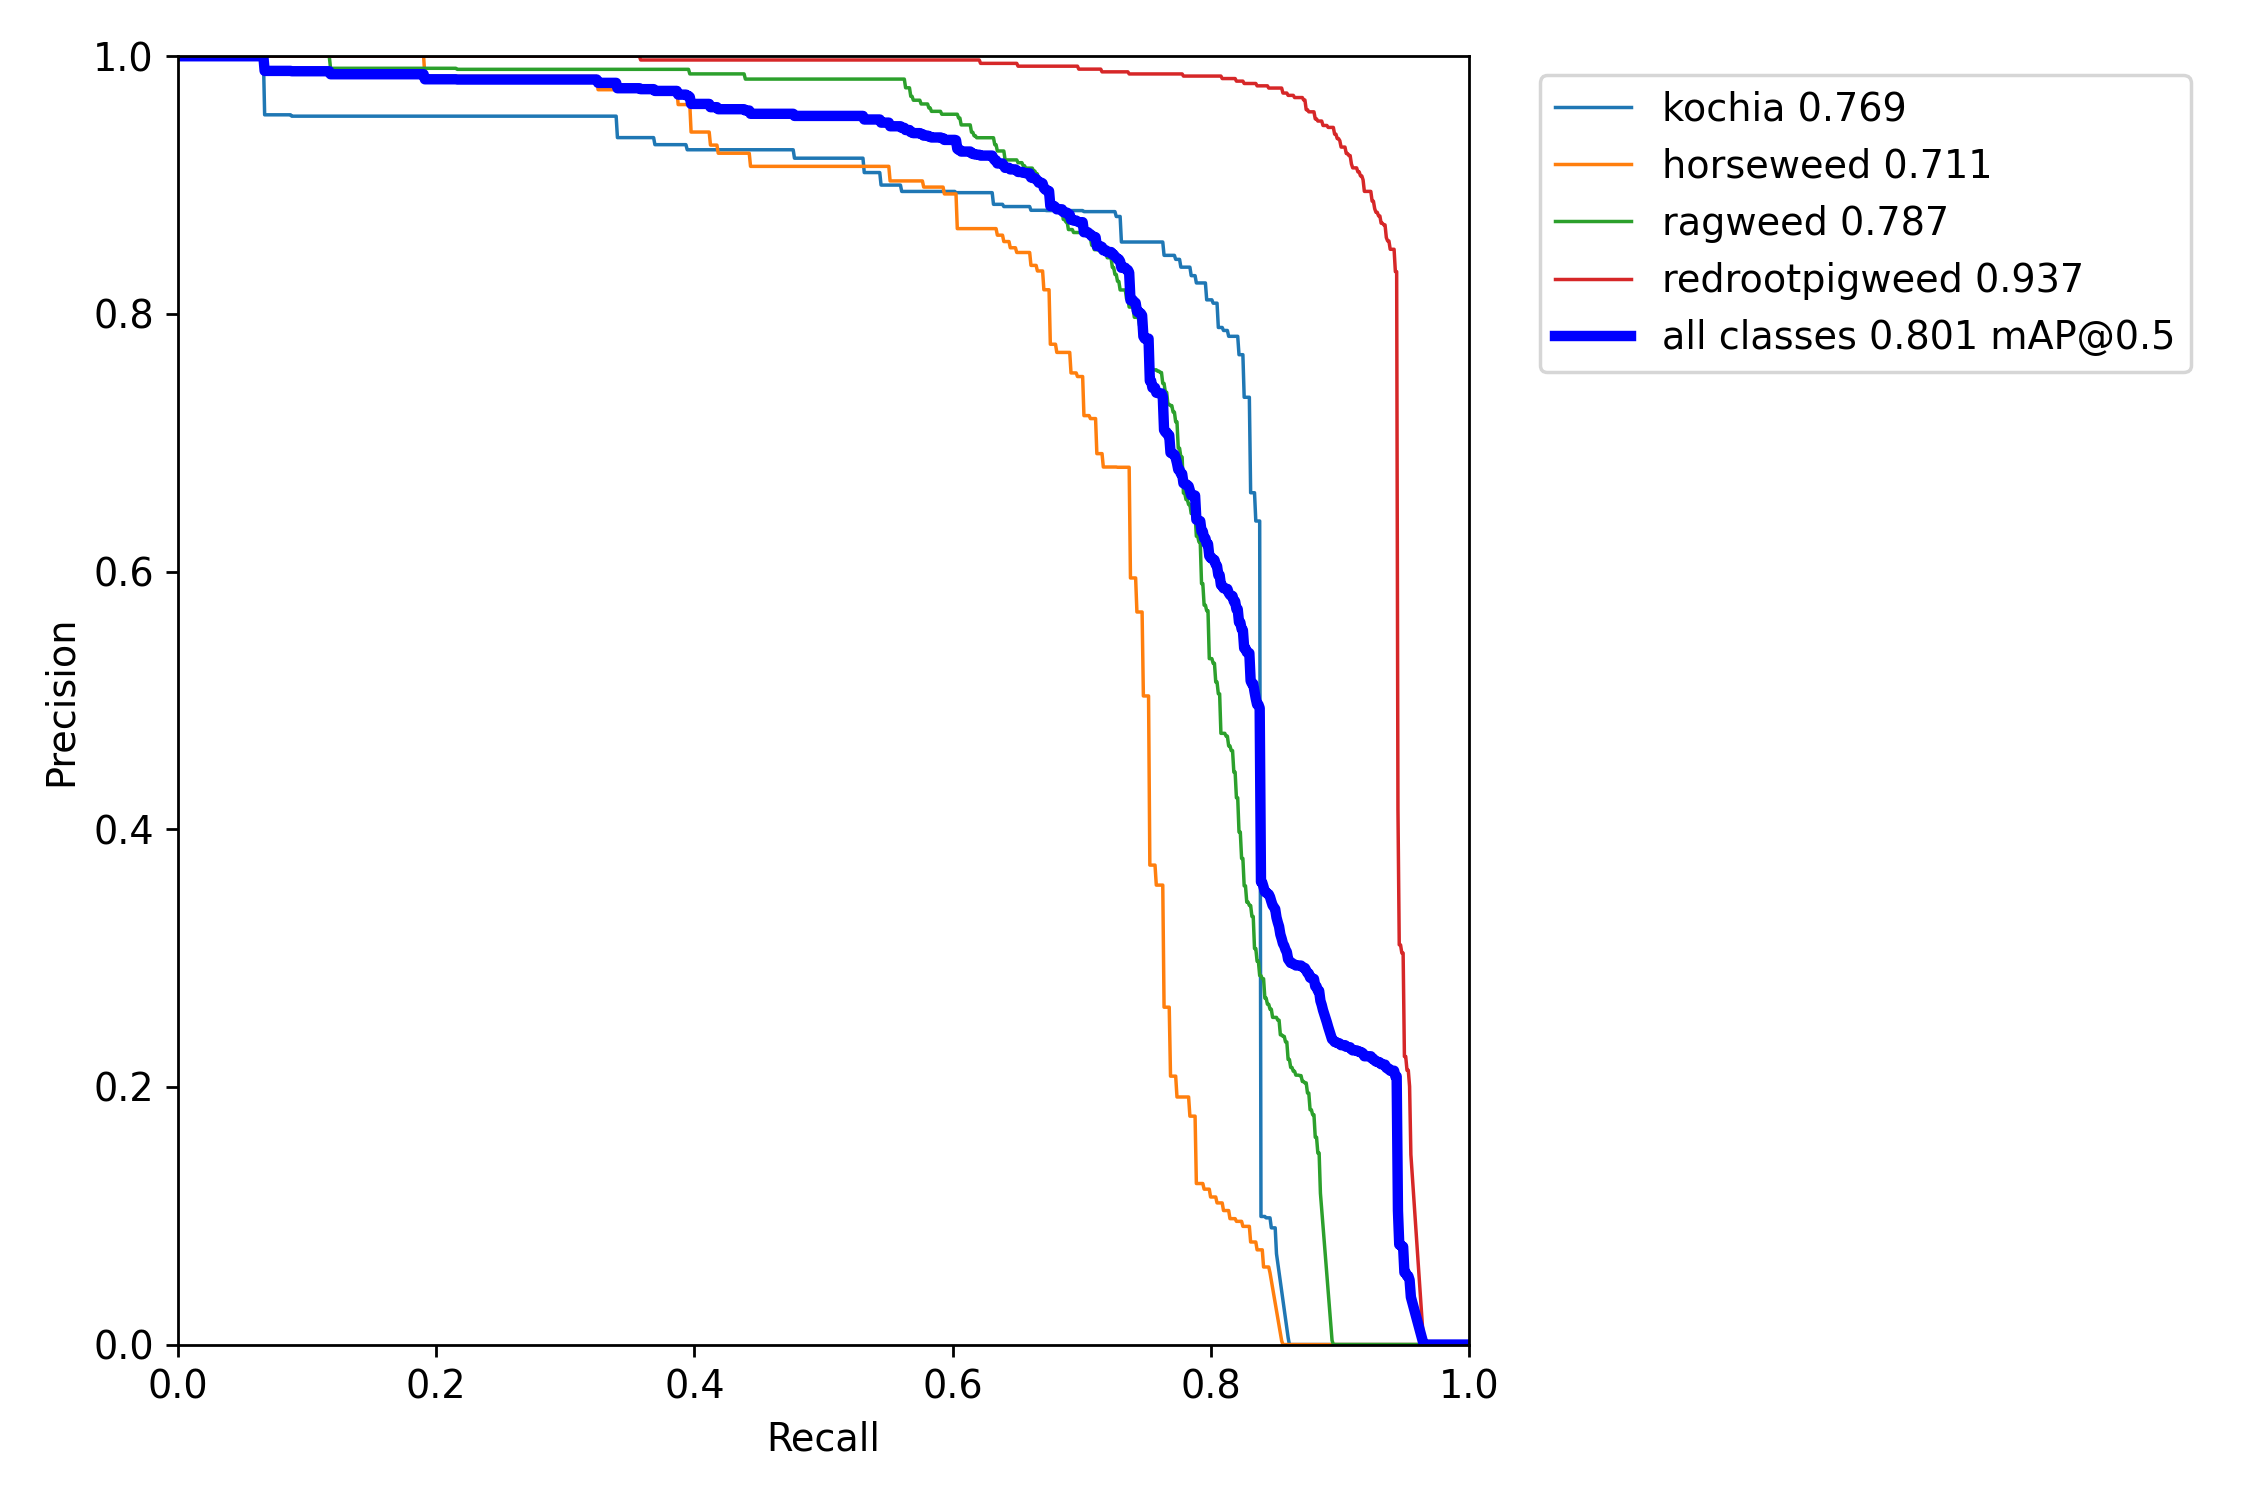 1.0
0.8
0.6
0.4
0.2
0.0
Precision
0.0 0.2 0.4 0.6 0.8 1.0
Recall
kochia 0.769
horseweed 0.711
ragweed 0.787
redrootpigweed 0.937
all classes 0.801 mAP@0.5